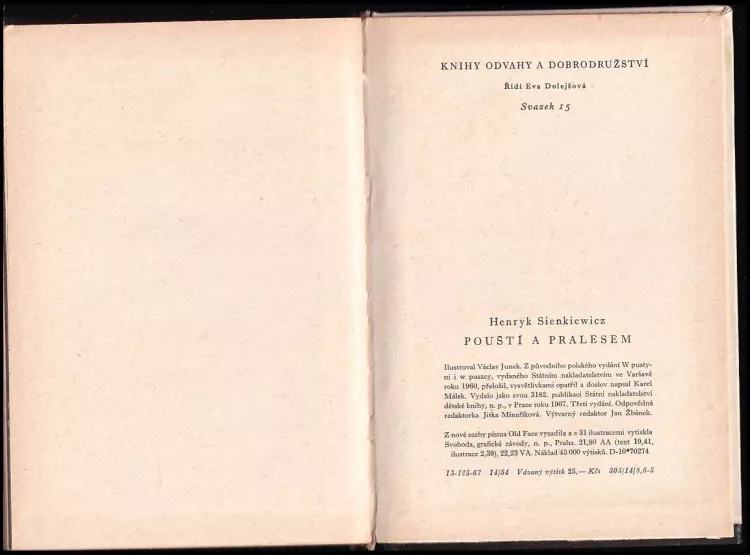 KNIHY ODVAHY A DOBRODRUŽSTVÍ
Řídí Eva Dolejšová
Svazek 15
Henryk Sienkiewicz
POUSTÍ A PRALESEM
Ilustroval Václav Junek. Z původního polského vydání W pusty-
ni i w puszcy, vydaného Státním nakladatelstvím ve Varšavě
roku 1960, přeložil, vysvětlivkami opatřil a doslov napsal Karel
Málek. Vydalo jako svou 3182. publikaci Státní nakladatelství
dětské knihy, n. p., v Praze roku 1967. Třetí vydání. Odpovědná
redaktorka Jitka Minaříková. Výtvarný redaktor Jan Žbánek.
Z nové sazby písma Old Face vysadila a s 31 ilustracemi vytiskla
Svoboda, grafické závody, n. p., Praha. 21,80 AA (text 19,41,
ilustrace 2,39), 22,23 VA. Náklad 45 000 výtisků. D-10*70274
13-125-67 14/54 Vázaný výtisk 25,— Kčs 305/14/8,6-5